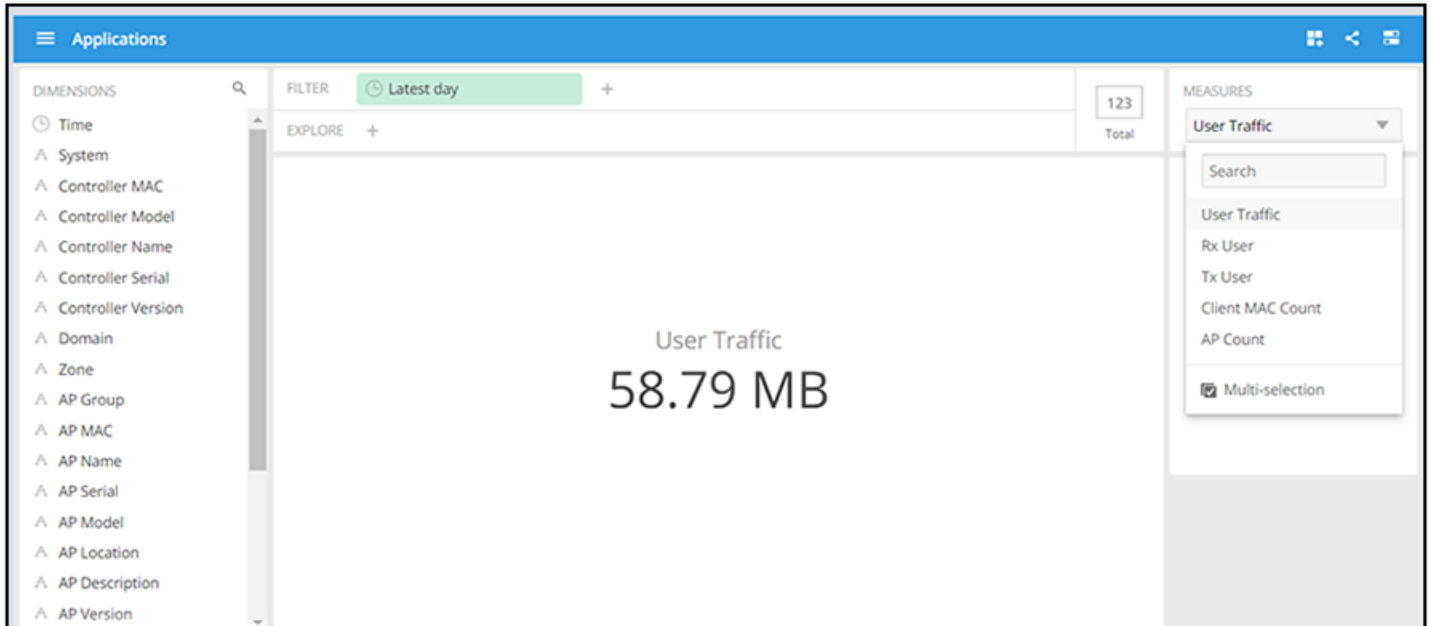 Applications
DIMENSIONS
Time
System
Controller MAC
Controller Model
Controller Name
Controller Serial
Controller Version
Domain
Zone
AP Group
AP MAC
AP Name
AP Serial
AP Model
AP Location
AP Description
AP Version
FILTER Latest day +
EXPLORE +
123
Total
User Traffic
58.79 MB
MEASURES
User Traffic
Search
User Traffic
Rx User
Tx User
Client MAC Count
AP Count
Multi-selection